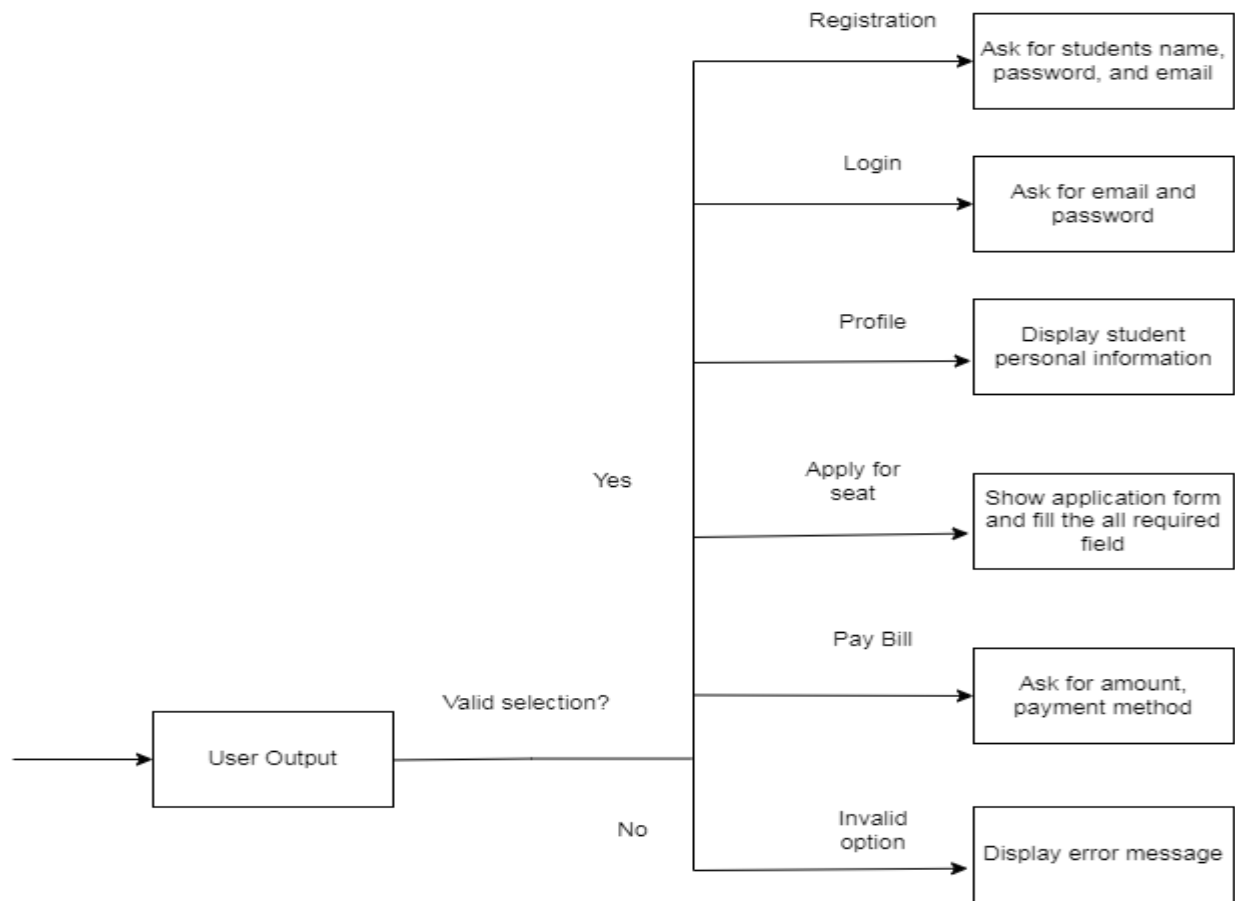 Registration
Ask for students name,
password, and email
Login
Ask for email and
password
Profile
Display student
personal information
Yes
Apply for
seat
Show application form
and fill the all required
field
Pay Bill
Ask for amount,
payment method
Valid selection?
User Output
No
Invalid
option
Display error message